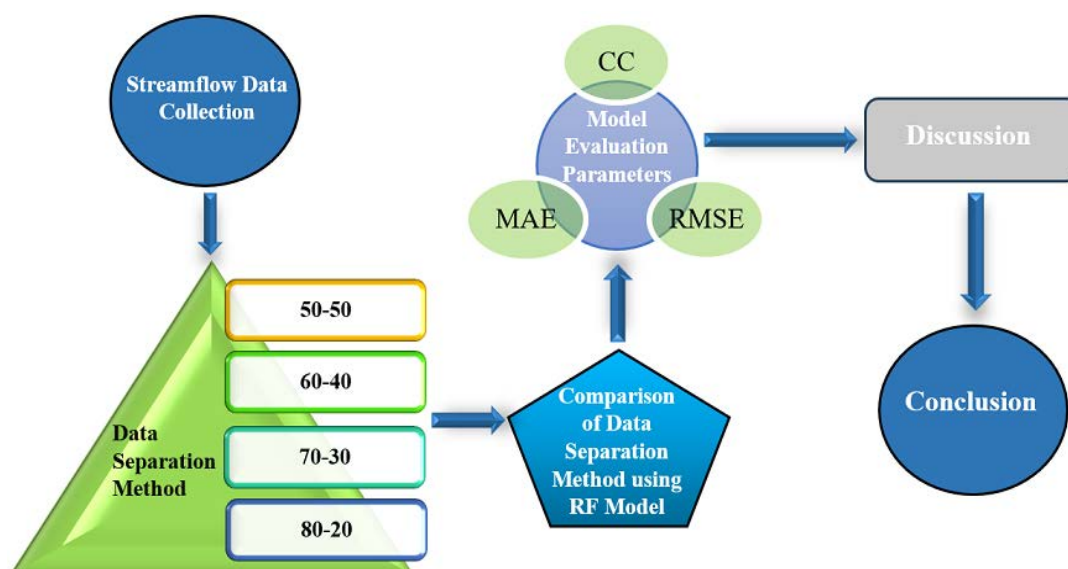 Streamflow Data
Collection
50-50
60-40
70-30
80-20
Data
Separation
Method
Comparison
of Data
Separation
Method using
RF Model
CC
Model
Evaluation
Parameters
MAE
RMSE
Discussion
Conclusion